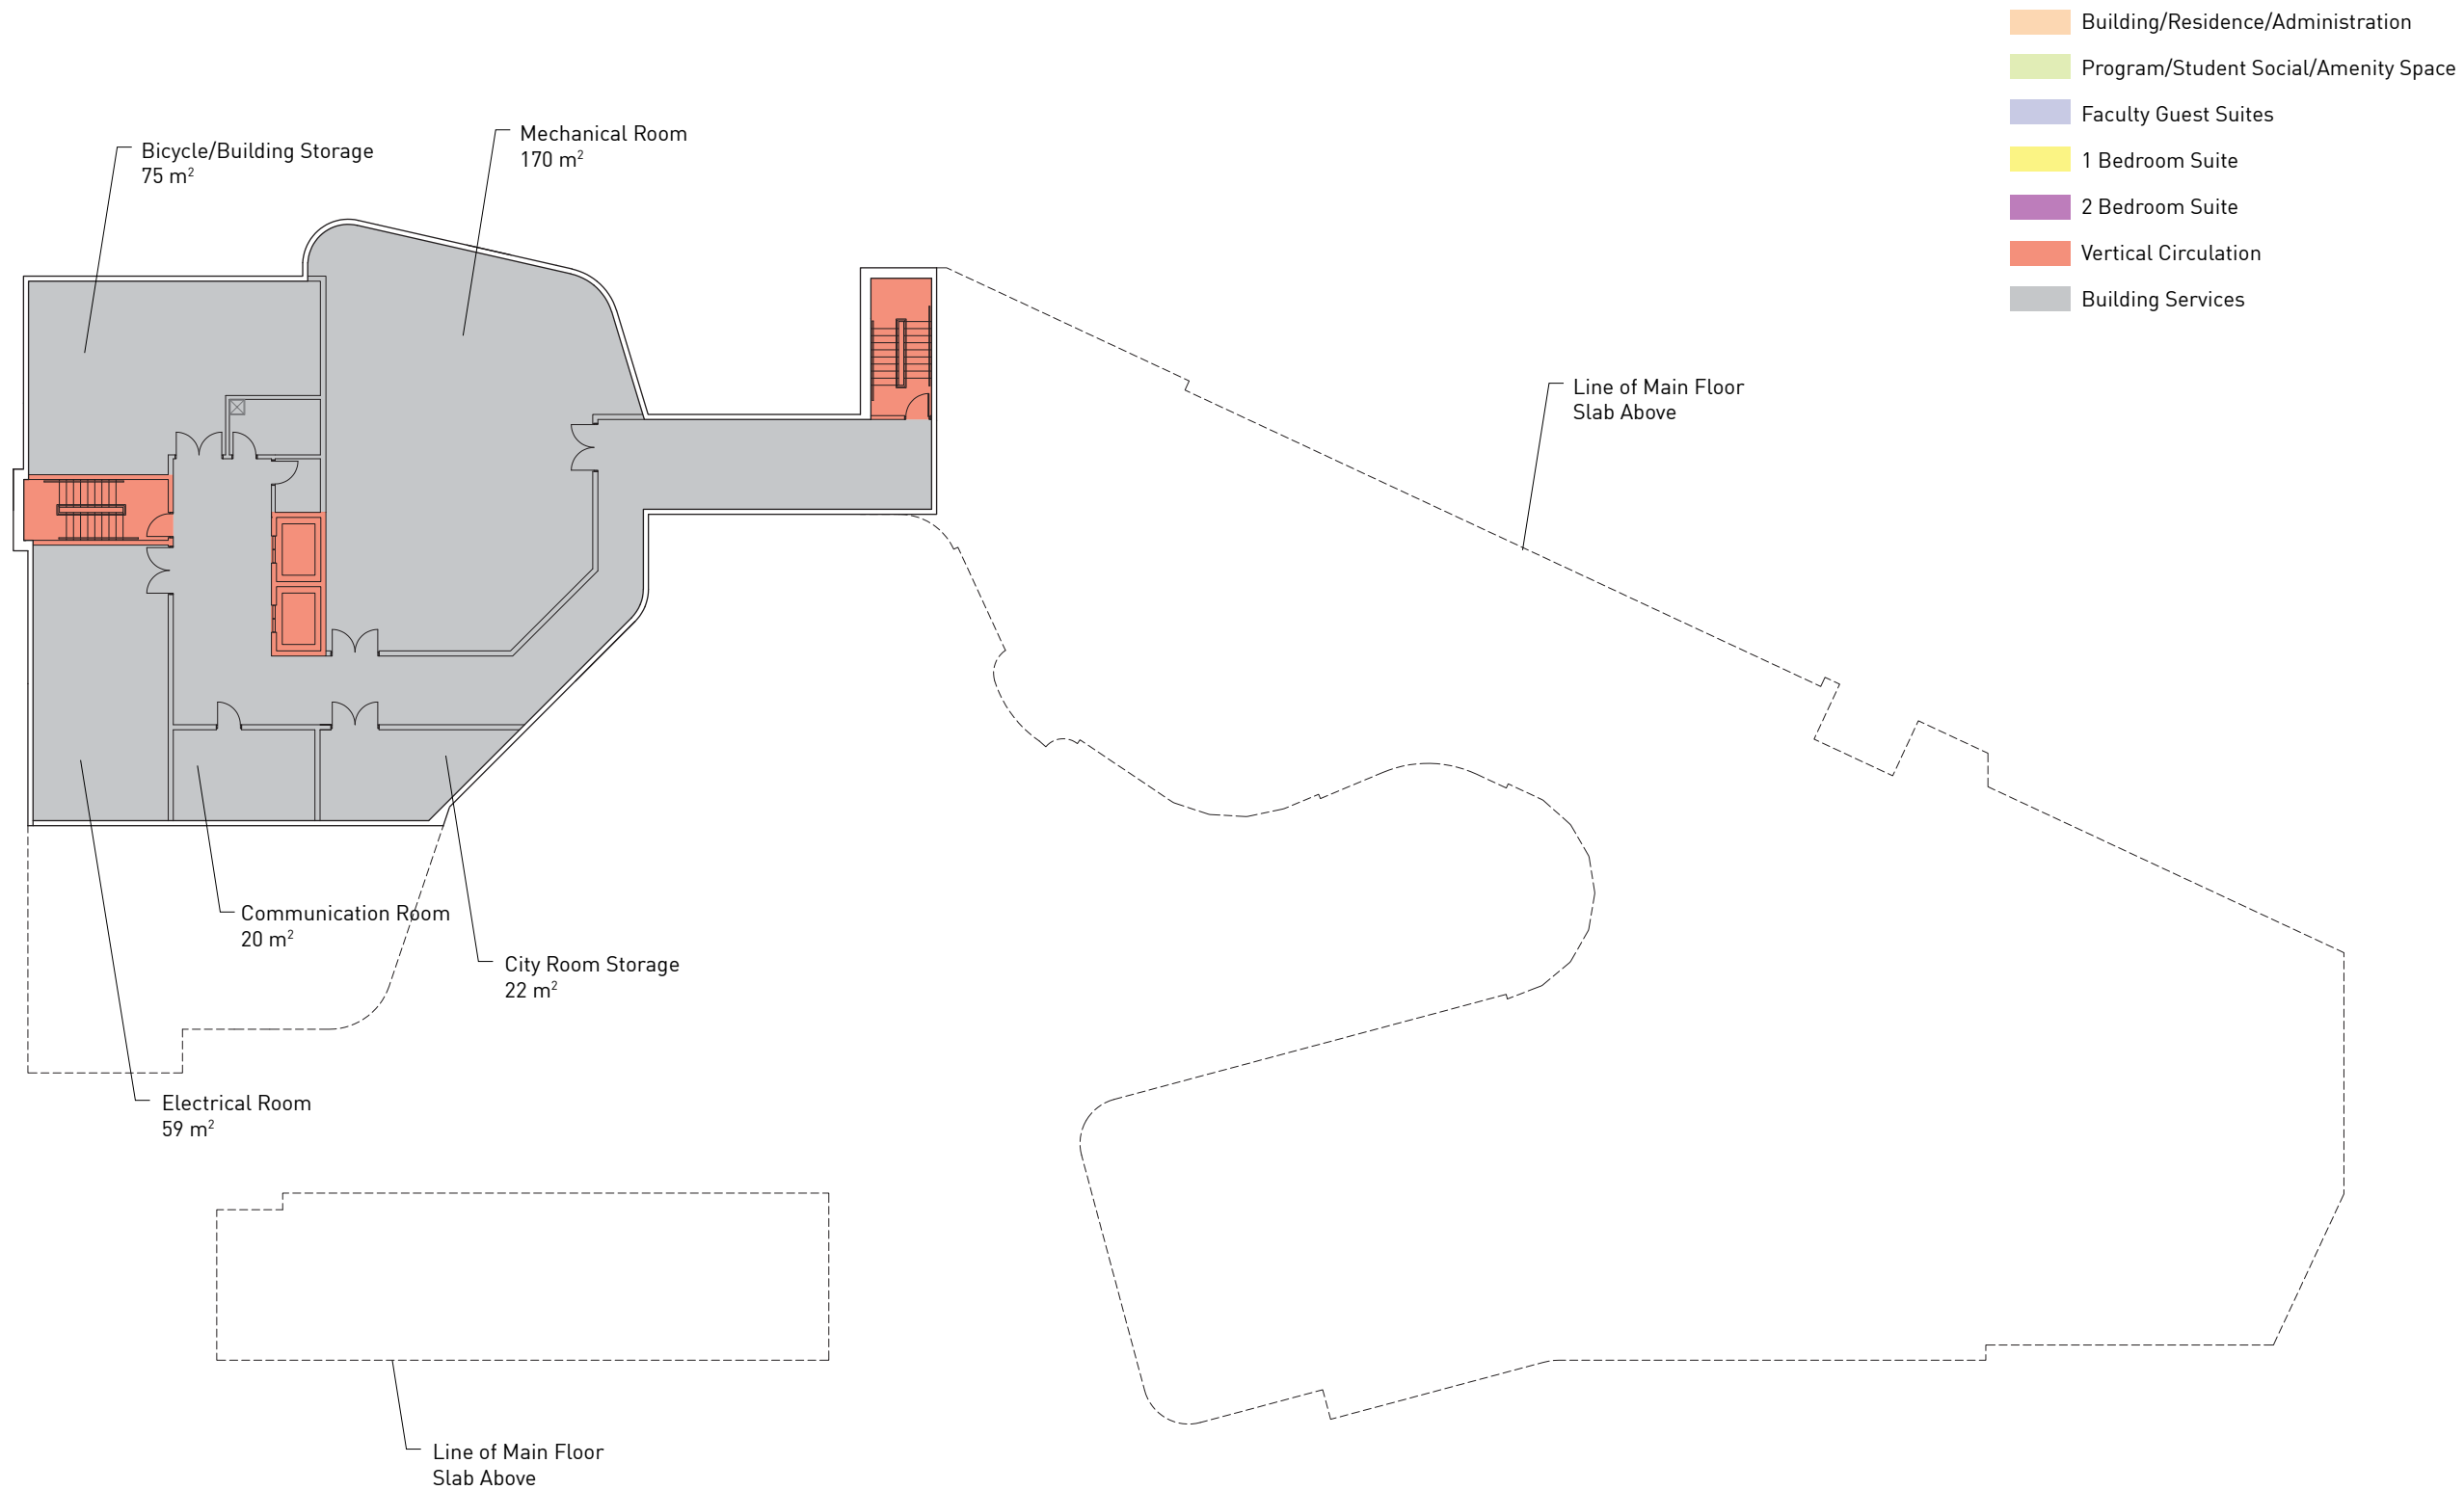 Building/Residence/Administration
Program/Student Social/Amenity Space
Faculty Guest Suites
1 Bedroom Suite
2 Bedroom Suite
Vertical Circulation
Building Services
Mechanical Room
170 m²
Bicycle/Building Storage
75 m²
Line of Main Floor
Slab Above
Communication Room
20 m²
City Room Storage
22 m²
Electrical Room
59 m²
Line of Main Floor
Slab Above